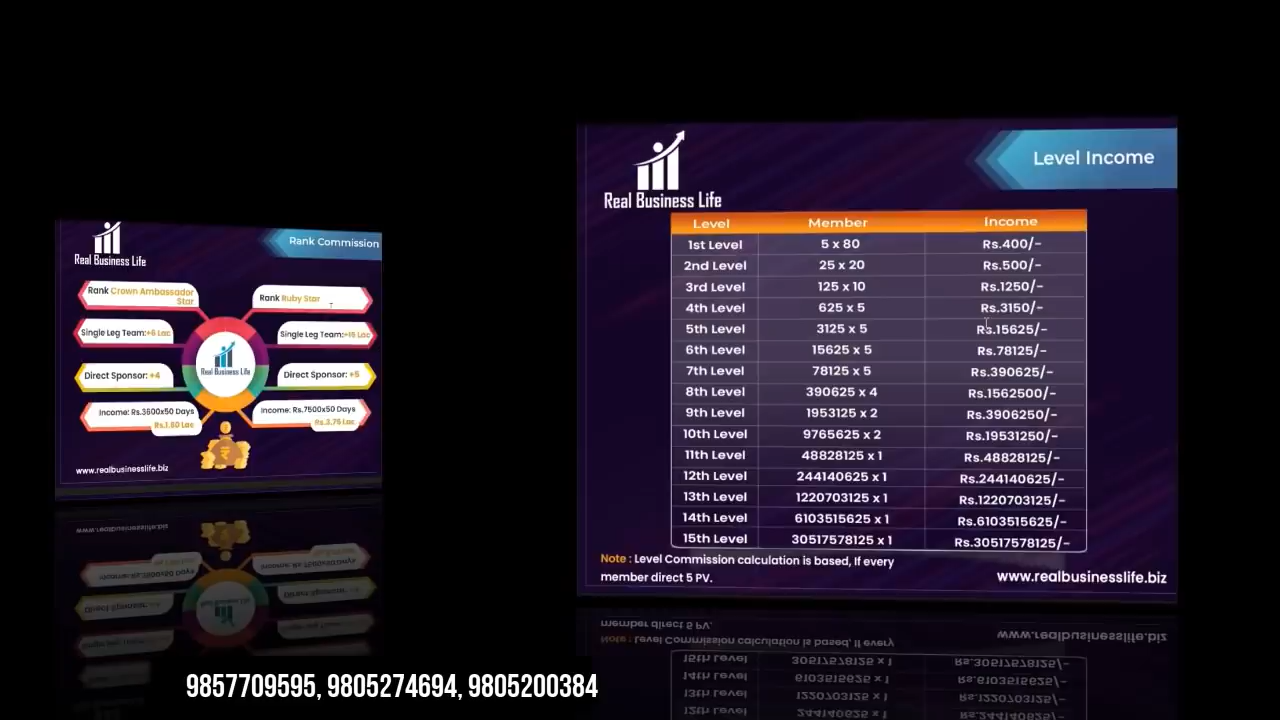 Real Business Life
Rank Commission
Rank Crown Ambassador
Star
Rank Ruby Star
Single Leg Team:+8 Lac
Single Leg Team:+15 Lac
Real Business Life
Direct Sponsor: +4
Direct Sponsor: +5
Income: Rs.3600x50 Days
Rs.1.80 Lac
Income: Rs.7500x50 Days
Rs.3.75 Lac
www.realbusinesslife.biz
Real Business Life
Level Income
Level Member Income
1st Level 5 x 80 Rs.400/-
2nd Level 25 x 20 Rs.500/-
3rd Level 125 x 10 Rs.1250/-
4th Level 625 x 5 Rs.3150/-
5th Level 3125 x 5 Rs.15625/-
6th Level 15625 x 5 Rs.78125/-
7th Level 78125 x 5 Rs.390625/-
8th Level 390625 x 4 Rs.1562500/-
9th Level 1953125 x 2 Rs.3906250/-
10th Level 9765625 x 2 Rs.19531250/-
11th Level 48828125 x 1 Rs.48828125/-
12th Level 244140625 x 1 Rs.244140625/-
13th Level 1220703125 x 1 Rs.1220703125/-
14th Level 6103515625 x 1 Rs.6103515625/-
15th Level 30517578125 x 1 Rs.30517578125/-
Note : Level Commission calculation is based, If every
member direct 5 PV.
www.realbusinesslife.biz
9857709595, 9805274694, 9805200384